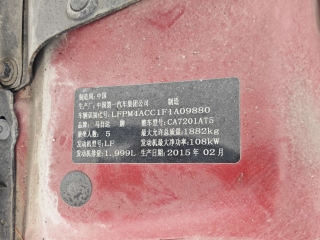 制造国:中国
生产厂:中国第一汽车集团公司 制造
车辆识别代号:LFPM4ACC1F1A09880
品牌:马自达 牌 整车型号:CA7201AT5
乘坐人数:5 最大允许总质量:1882kg
发动机型号:LF 发动机最大净功率:108kW
发动机排量:1.999L 生产日期:2015年02月